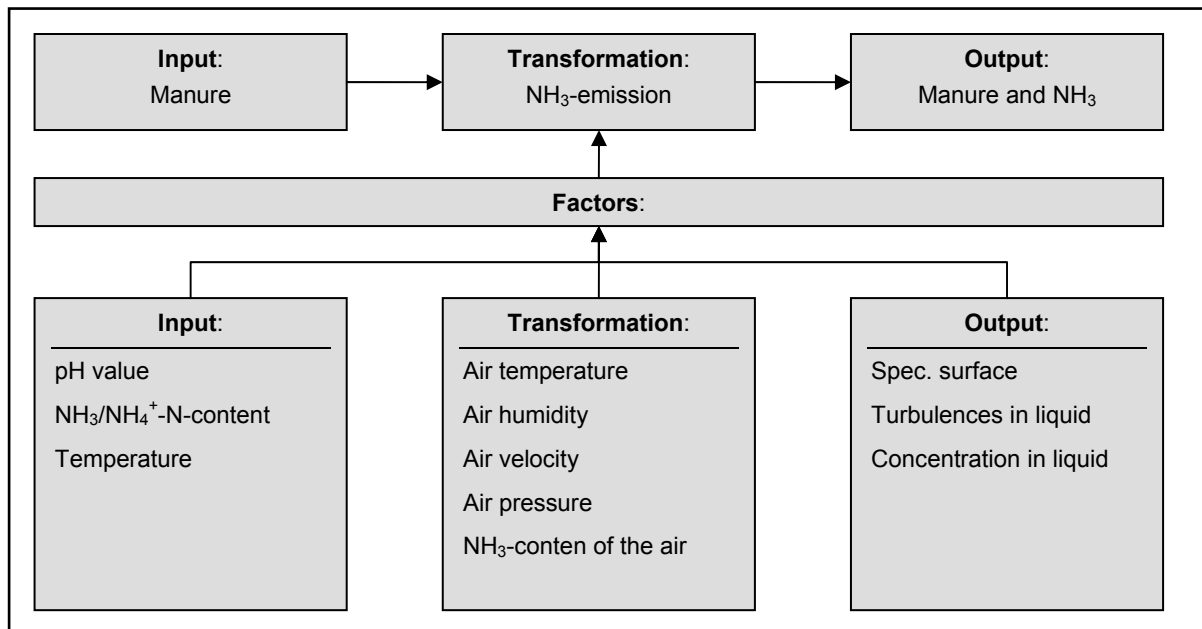 Input:
Manure
Transformation:
NH₃-emission
Output:
Manure and NH₃
Factors:
Input:
pH value
NH₃/NH₄⁺-N-content
Temperature
Transformation:
Air temperature
Air humidity
Air velocity
Air pressure
NH₃-conten of the air
Output:
Spec. surface
Turbulences in liquid
Concentration in liquid